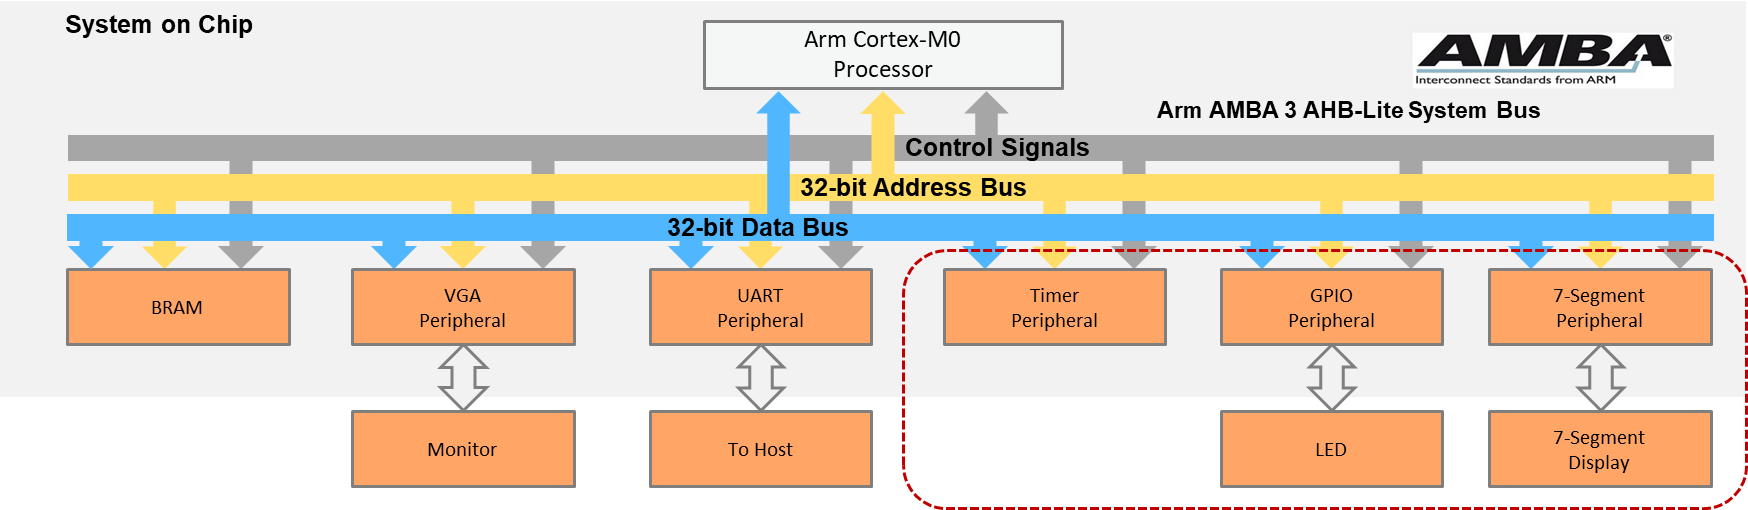 System on Chip
Arm Cortex-M0
Processor
AMBA®
Interconnect Standards from ARM
Arm AMBA 3 AHB-Lite System Bus
Control Signals
32-bit Address Bus
32-bit Data Bus
BRAM
VGA
Peripheral
UART
Peripheral
Timer
Peripheral
GPIO
Peripheral
7-Segment
Peripheral
Monitor
To Host
LED
7-Segment
Display